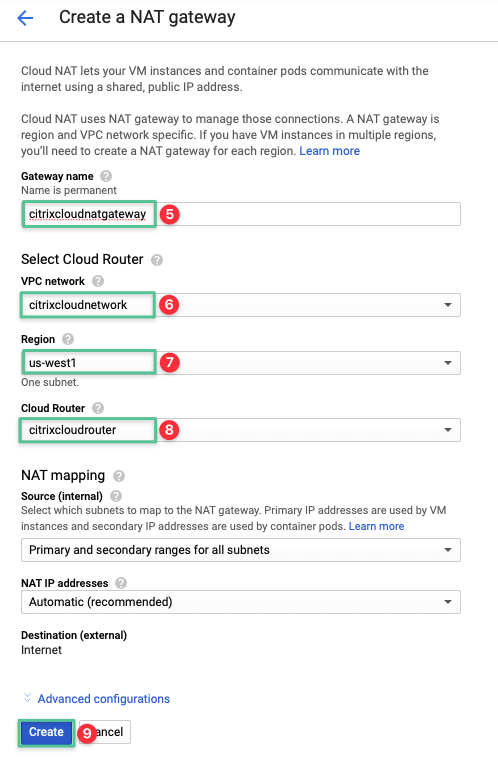 Create a NAT gateway
Cloud NAT lets your VM instances and container pods communicate with the
internet using a shared, public IP address.
Cloud NAT uses NAT gateway to manage those connections. A NAT gateway is
region and VPC network specific. If you have VM instances in multiple regions,
you'll need to create a NAT gateway for each region. Learn more
Gateway name ?
Name is permanent
citrixcloudnatgateway 5
Select Cloud Router ?
VPC network ?
citrixcloudnetwork 6
Region ?
us-west1 7
One subnet.
Cloud Router ?
citrixcloudrouter 8
NAT mapping ?
Source (internal) ?
Select which subnets to map to the NAT gateway. Primary IP addresses are used by VM
instances and secondary IP addresses are used by container pods. Learn more
Primary and secondary ranges for all subnets
NAT IP addresses ?
Automatic (recommended)
Destination (external)
Internet
Advanced configurations
Create 9 ancel